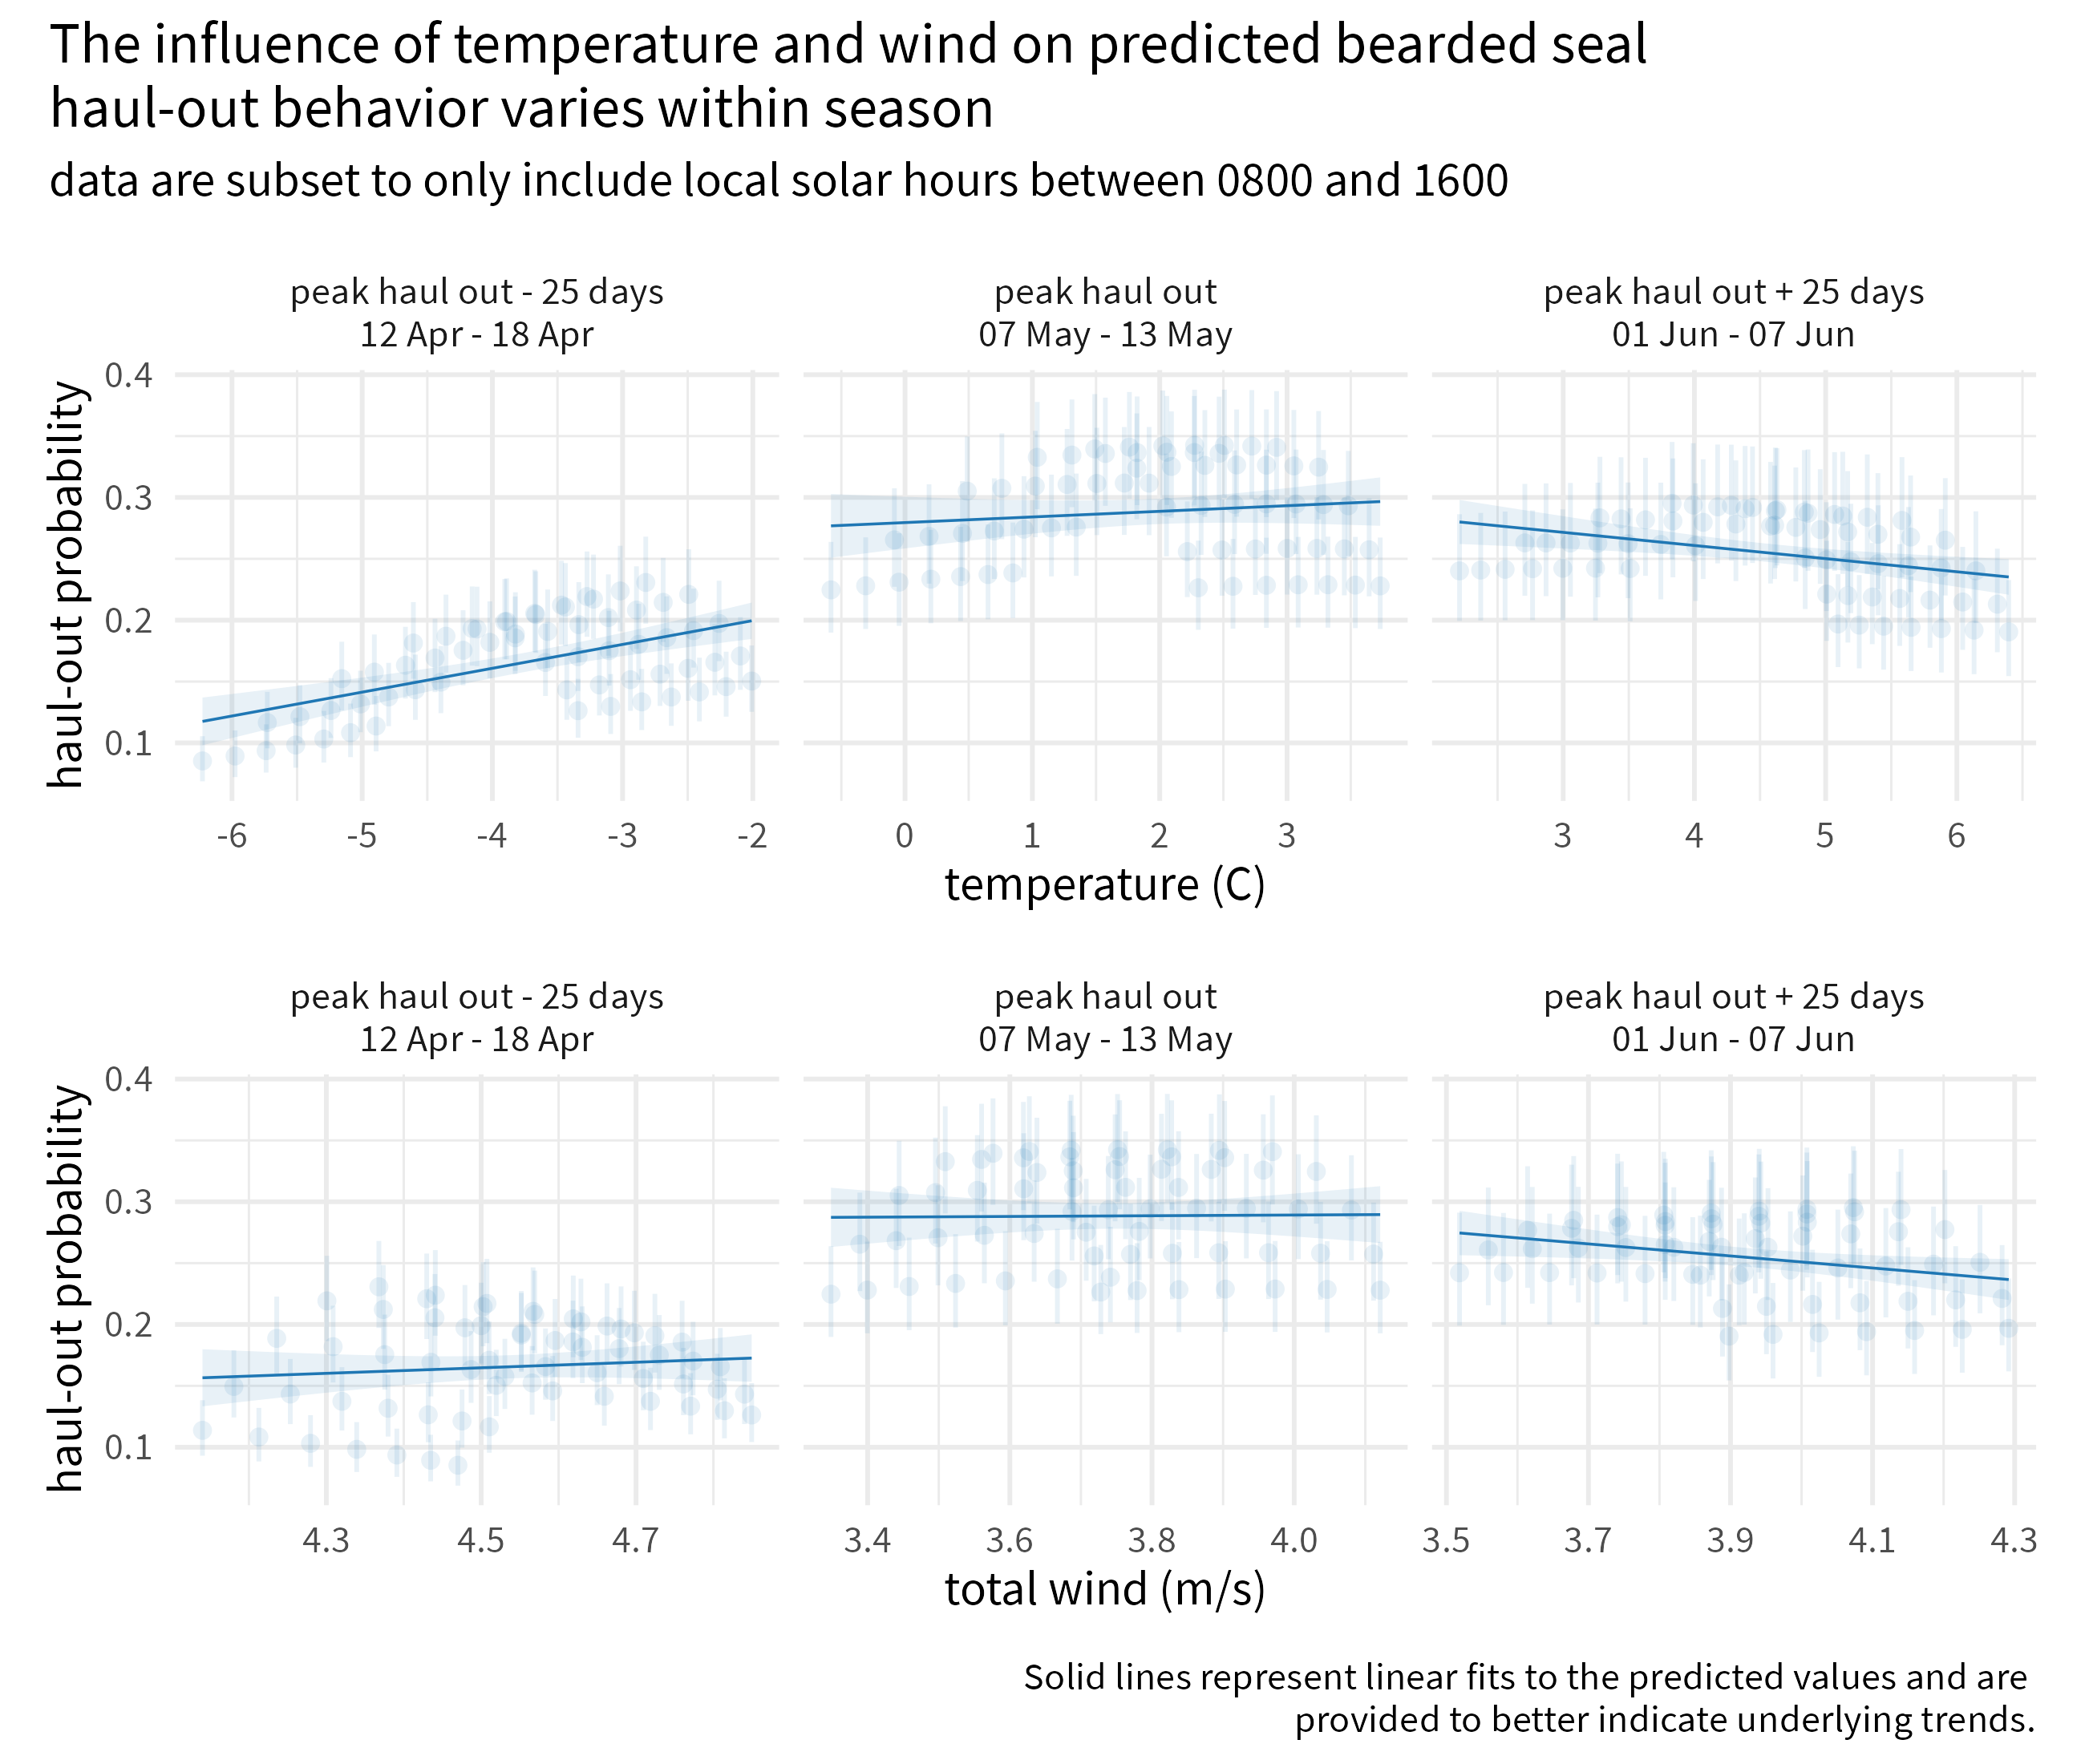 The influence of temperature and wind on predicted bearded seal
haul-out behavior varies within season
data are subset to only include local solar hours between 0800 and 1600
peak haul out - 25 days
12 Apr - 18 Apr
peak haul out
07 May - 13 May
peak haul out + 25 days
01 Jun - 07 Jun
haul-out probability
0.4
0.3
0.2
0.1
-6 -5 -4 -3 -2
0 1 2 3
3 4 5 6
temperature (C)
peak haul out - 25 days
12 Apr - 18 Apr
peak haul out
07 May - 13 May
peak haul out + 25 days
01 Jun - 07 Jun
haul-out probability
0.4
0.3
0.2
0.1
4.3 4.5 4.7
3.4 3.6 3.8 4.0
3.5 3.7 3.9 4.1 4.3
total wind (m/s)
Solid lines represent linear fits to the predicted values and are
provided to better indicate underlying trends.